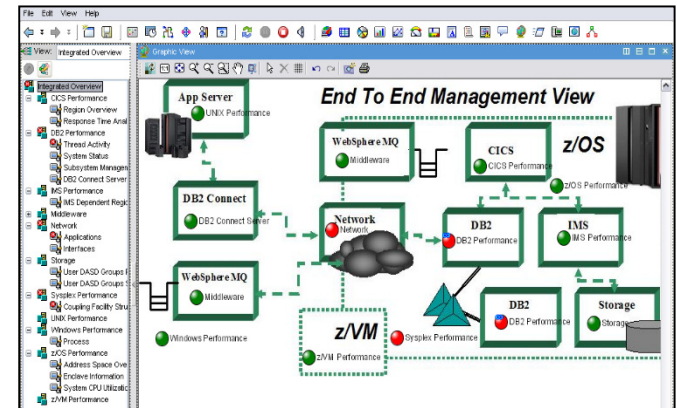 File Edit View Help
View: Integrated Overview
Graphic View
Integrated Overview
CICS Performance
Region Overview
Response Time Anal
DB2 Performance
Thread Activity
System Status
Subsystem Managem
DB2 Connect Server
IMS Performance
IMS Dependent Regic
Middleware
Network
Applications
Interfaces
Storage
User DASD Groups
User DASD Groups
Sysplex Performance
Coupling Facility Stru
UNIX Performance
Windows Performance
Process
z/OS Performance
Address Space Ove
Enclave Information
System CPU Utilizatic
z/VM Performance
End To End Management View
App Server
UNIX Performance
WebSphere MQ
Middleware
CICS
CICS Performance
z/OS
z/OS Performance
DB2 Connect
DB2 Connect Server
Network
Network
DB2
DB2 Performance
IMS
IMS Performance
WebSphere MQ
Middleware
Windows Performance
z/VM
z/VM Performance
DB2
DB2 Performance
Sysplex Performance
Storage
Storage